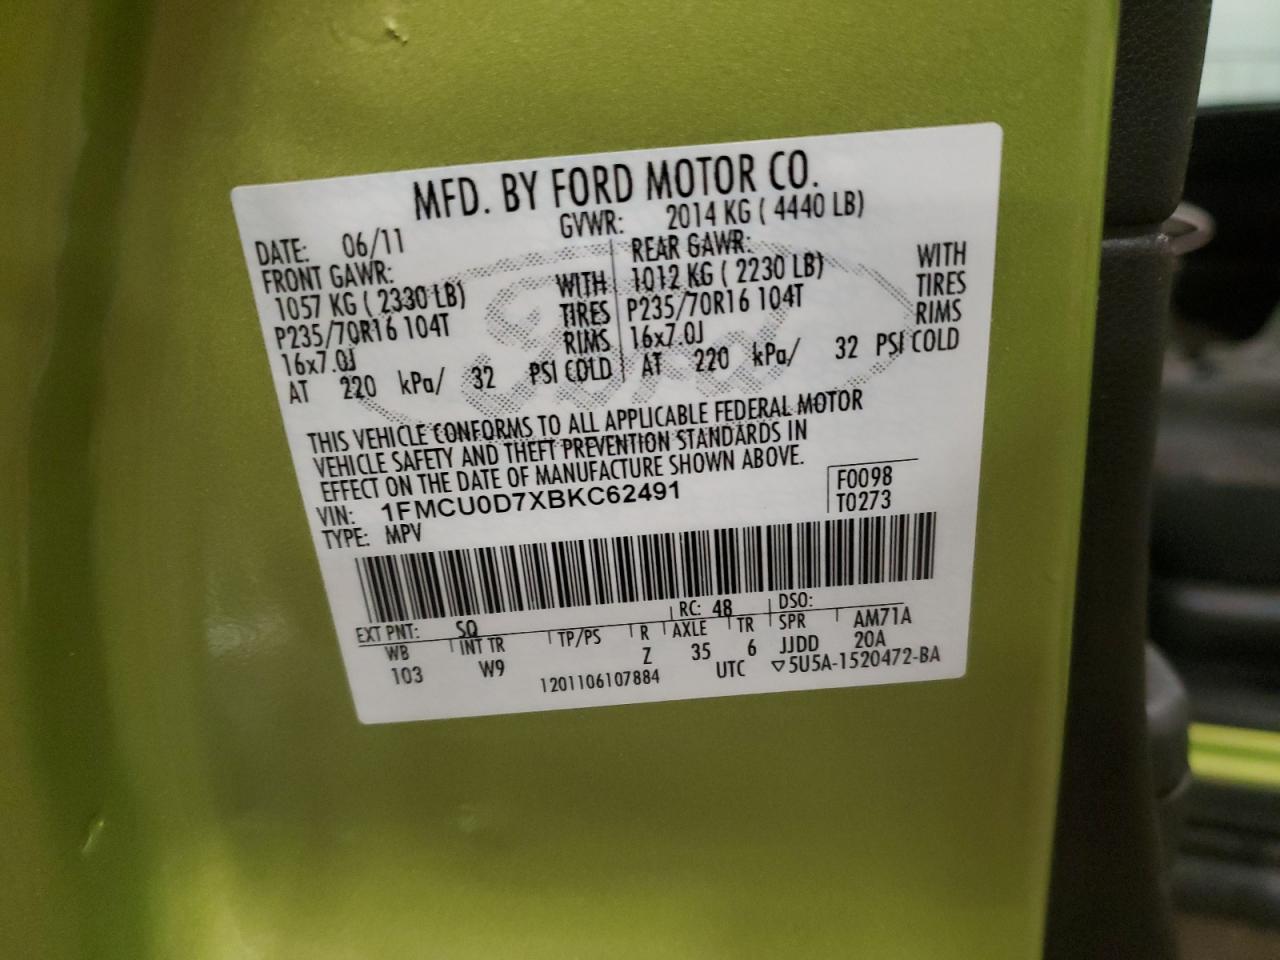 MFD. BY FORD MOTOR CO.
DATE: 06/11 GVWR: 2014 KG ( 4440 LB)
FRONT GAWR: REAR GAWR:
1057 KG ( 2330 LB) WITH 1012 KG ( 2230 LB) WITH
P235/70R16 104T TIRES P235/70R16 104T TIRES
16x7.0J RIMS 16x7.0J RIMS
AT 220 kPa/ 32 PSI COLD AT 220 kPa/ 32 PSI COLD
Ford
THIS VEHICLE CONFORMS TO ALL APPLICABLE FEDERAL MOTOR
VEHICLE SAFETY AND THEFT PREVENTION STANDARDS IN
EFFECT ON THE DATE OF MANUFACTURE SHOWN ABOVE.
VIN: 1FMCU0D7XBKC62491 F0098
TYPE: MPV T0273
EXT PNT: SQ RC: 48 DSO:
WB INT TR TP/PS R AXLE TR SPR AM71A
103 W9 Z 35 6 JJDD 20A
1201106107884 UTC ▽5U5A-1520472-BA